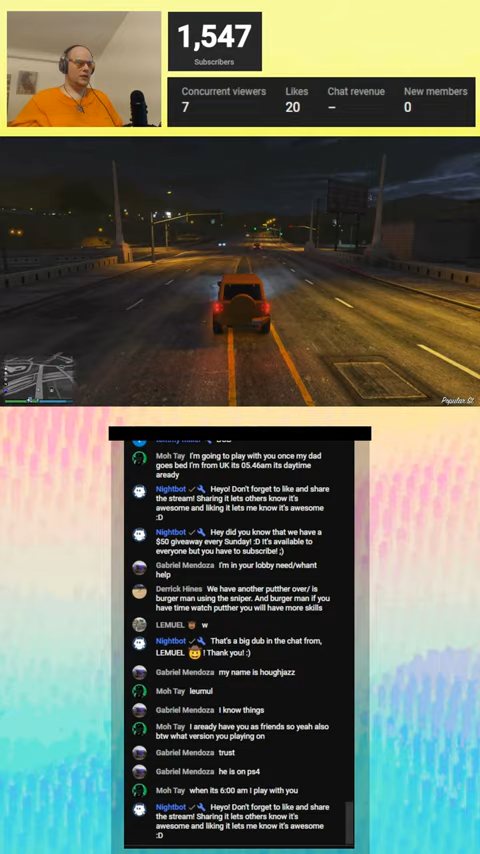 1,547
Subscribers
Concurrent viewers Likes Chat revenue New members
7 20 – 0
Popular St
Moh Tay I'm going to play with you once my dad
goes bed I'm from UK its 05.46am its daytime
aready
Nightbot Heyo! Don't forget to like and share
the stream! Sharing it lets others know it's
awesome and liking it lets me know it's awesome
:D
Nightbot Hey did you know that we have a
$50 giveaway every Sunday! :D It's available to
everyone but you have to subscribe! ;)
Gabriel Mendoza I'm in your lobby need/whant
help
Derrick Hines We have another putther over/ is
burger man using the sniper. And burger man if you
have time watch putther you will have more skills
LEMUEL w
Nightbot That's a big dub in the chat from,
LEMUEL ! Thank you! :)
Gabriel Mendoza my name is houghjazz
Moh Tay leumul
Gabriel Mendoza I know things
Moh Tay I aready have you as friends so yeah also
btw what version you playing on
Gabriel Mendoza trust
Gabriel Mendoza he is on ps4
Moh Tay when its 6:00 am I play with you
Nightbot Heyo! Don't forget to like and share
the stream! Sharing it lets others know it's
awesome and liking it lets me know it's awesome
:D